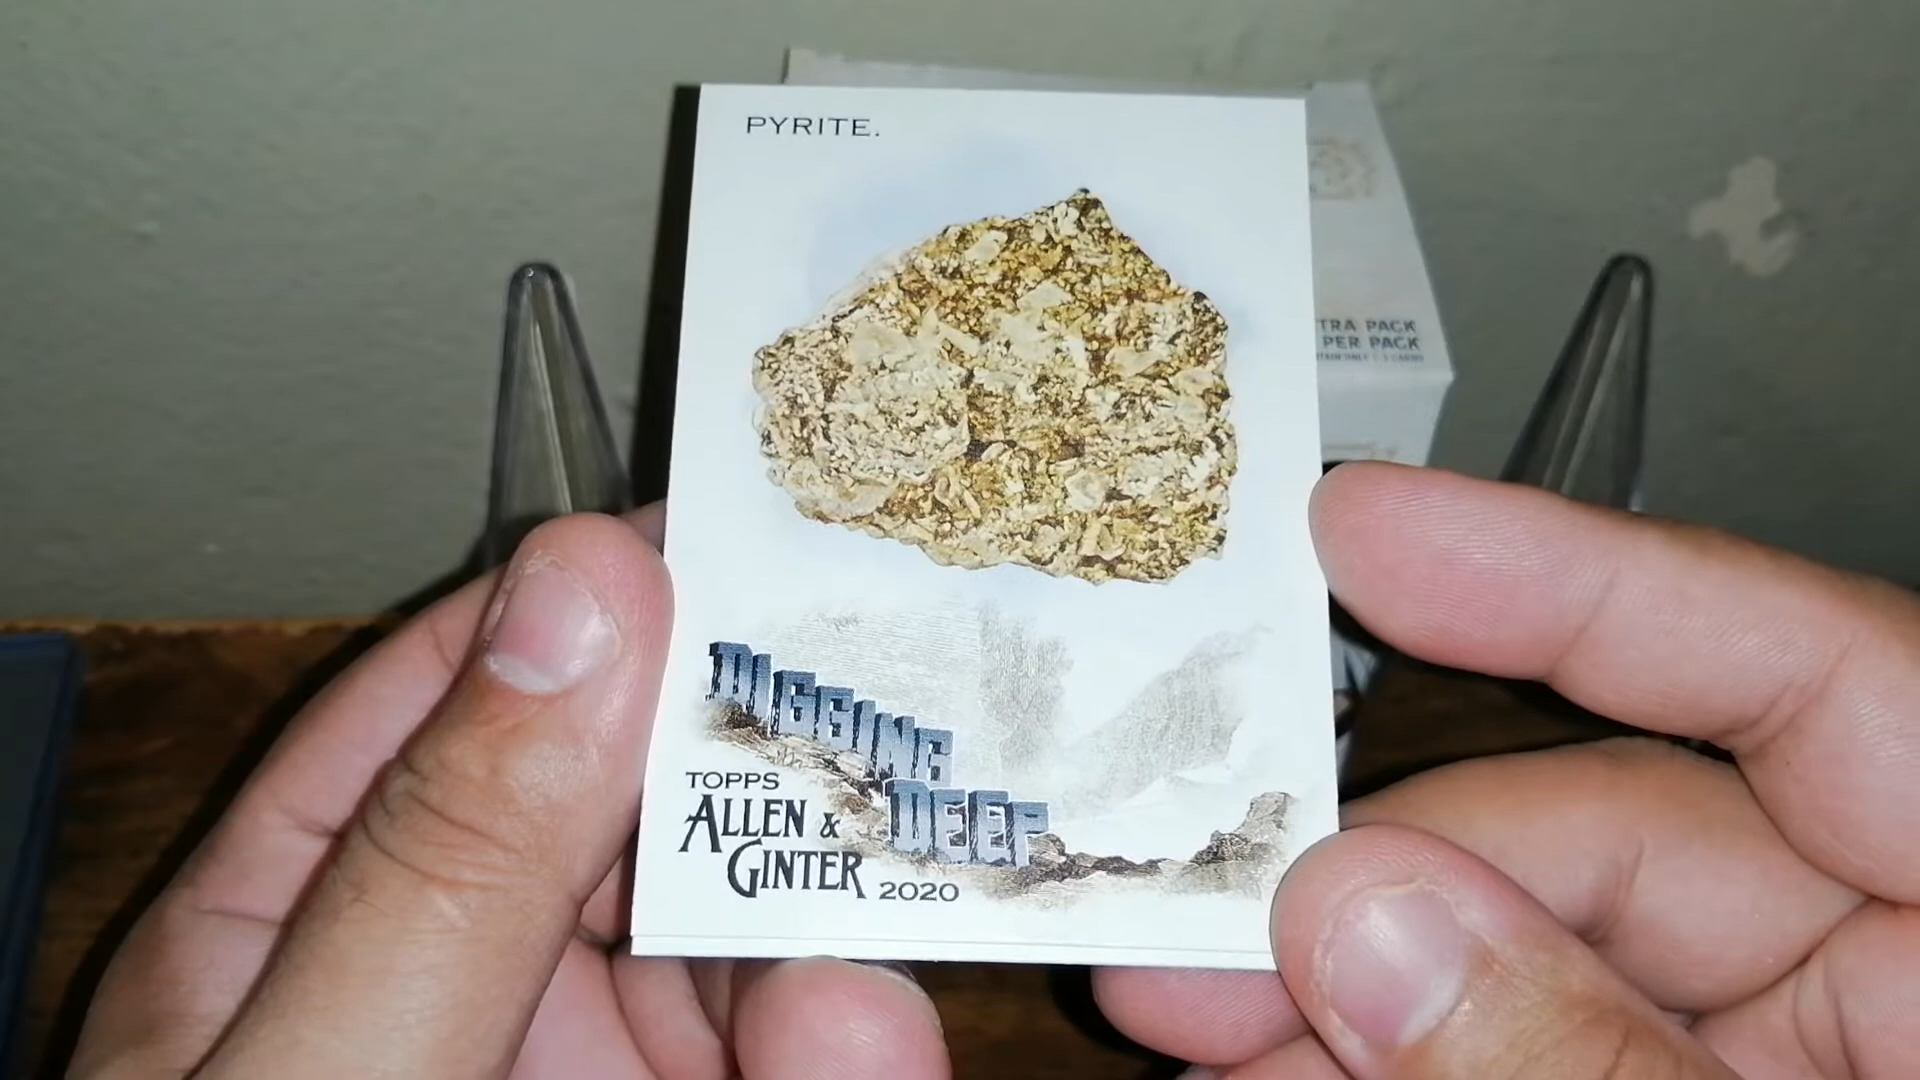 PYRITE.
TRA PACK
PER PACK
DIGGING
DEEP
TOPPS
ALLEN &
GINTER 2020